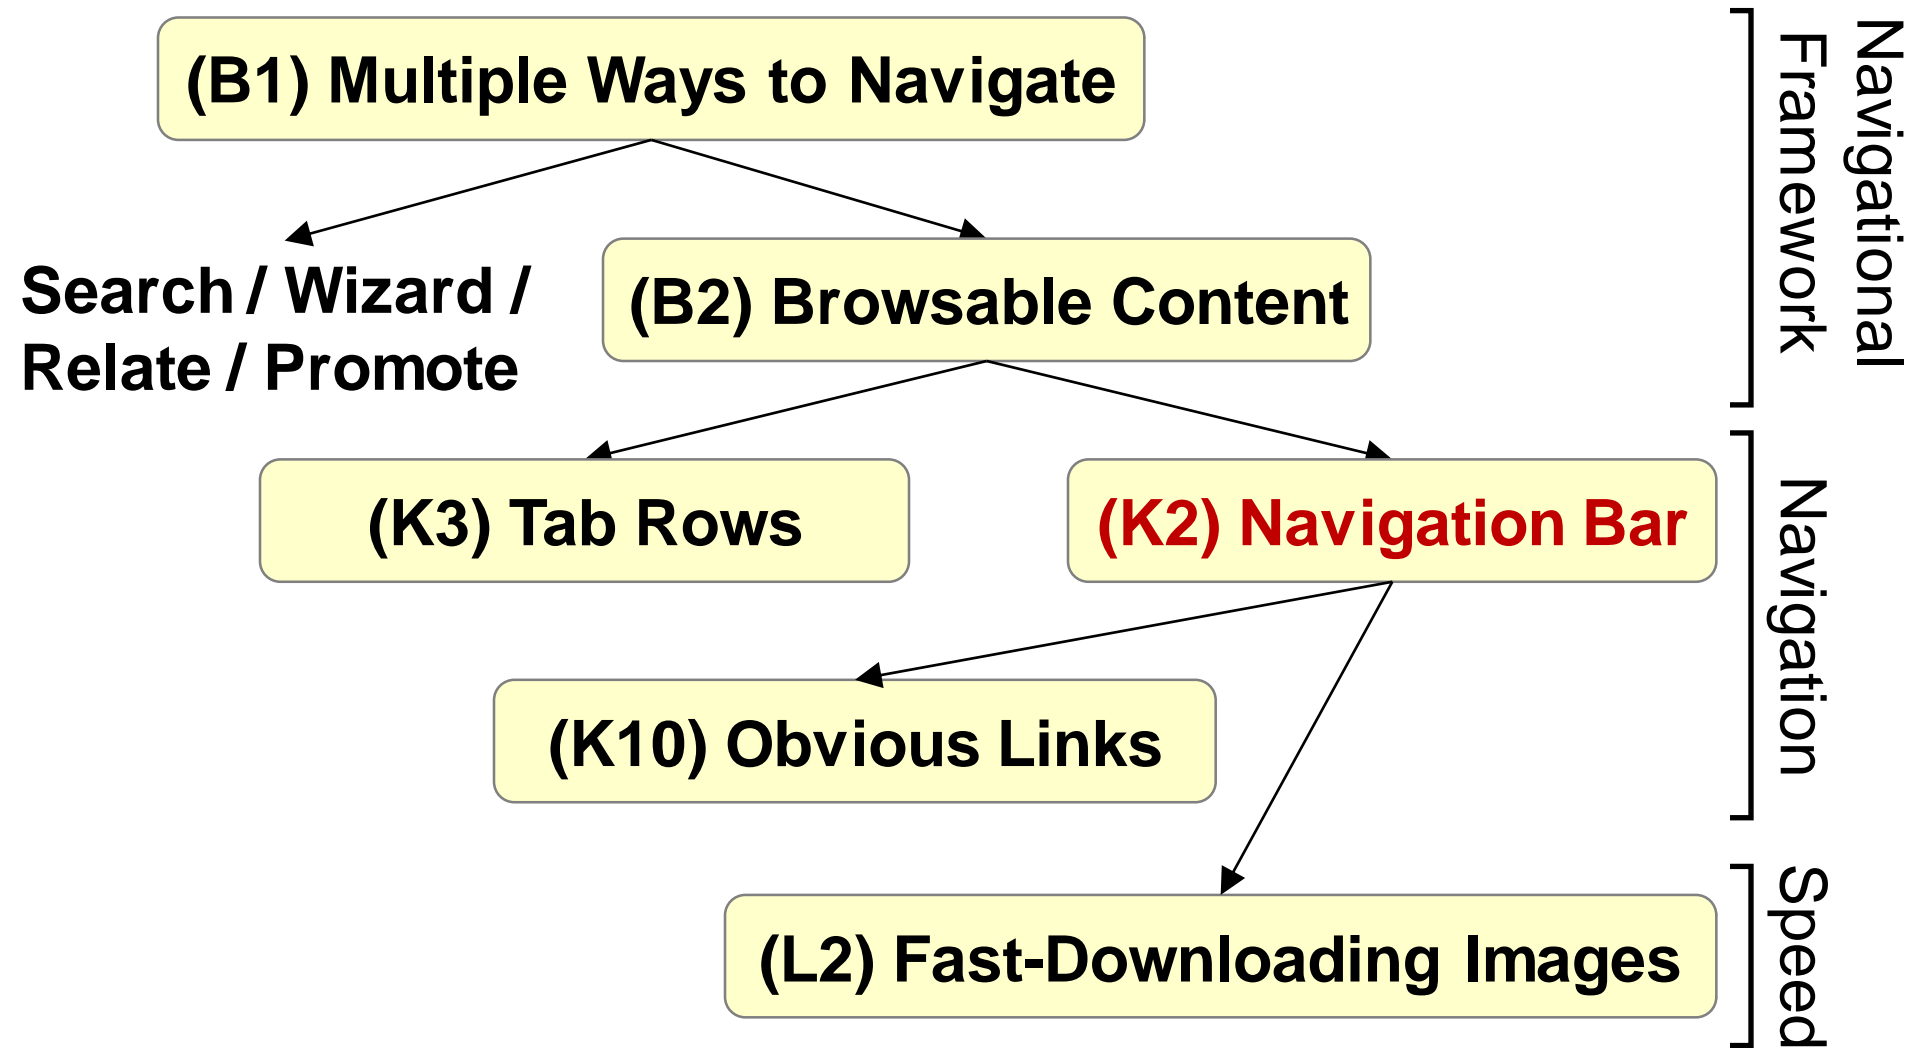 (B1) Multiple Ways to Navigate
Search / Wizard /
Relate / Promote
(B2) Browsable Content
Navigational
Framework
(K3) Tab Rows
(K2) Navigation Bar
(K10) Obvious Links
Navigation
(L2) Fast-Downloading Images
Speed